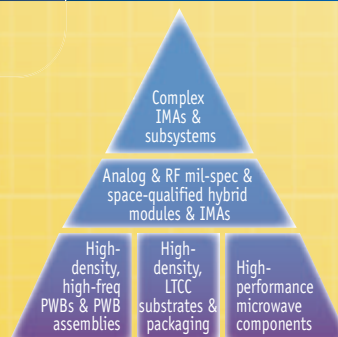 Complex
IMAs &
subsystems
Analog & RF mil-spec &
space-qualified hybrid
modules & IMAs
High-
density,
high-freq
PWBs & PWB
assemblies
High-
density,
LTCC
substrates &
packaging
High-
performance
microwave
components